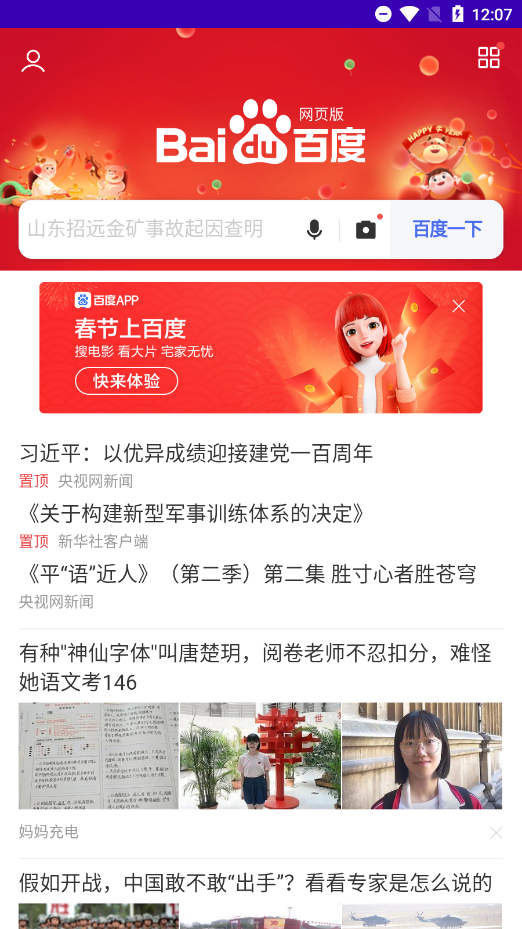 12:07
网页版
Bai du 百度
HAPPY 牛 YEAR
山东招远金矿事故起因查明
百度一下
百度APP
春节上百度
搜电影 看大片 宅家无忧
快来体验
习近平：以优异成绩迎接建党一百周年
置顶 央视网新闻
《关于构建新型军事训练体系的决定》
置顶 新华社客户端
《平“语”近人》（第二季）第二集 胜寸心者胜苍穹
央视网新闻
有种"神仙字体"叫唐楚玥，阅卷老师不忍扣分，难怪
她语文考146
妈妈充电
假如开战，中国敢不敢“出手”？看看专家是怎么说的